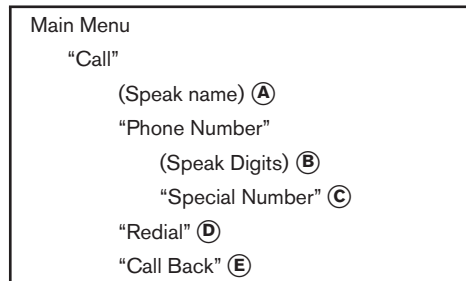 Main Menu
“Call”
(Speak name) Ⓐ
“Phone Number”
(Speak Digits) Ⓑ
“Special Number” Ⓒ
“Redial” Ⓓ
“Call Back” Ⓔ